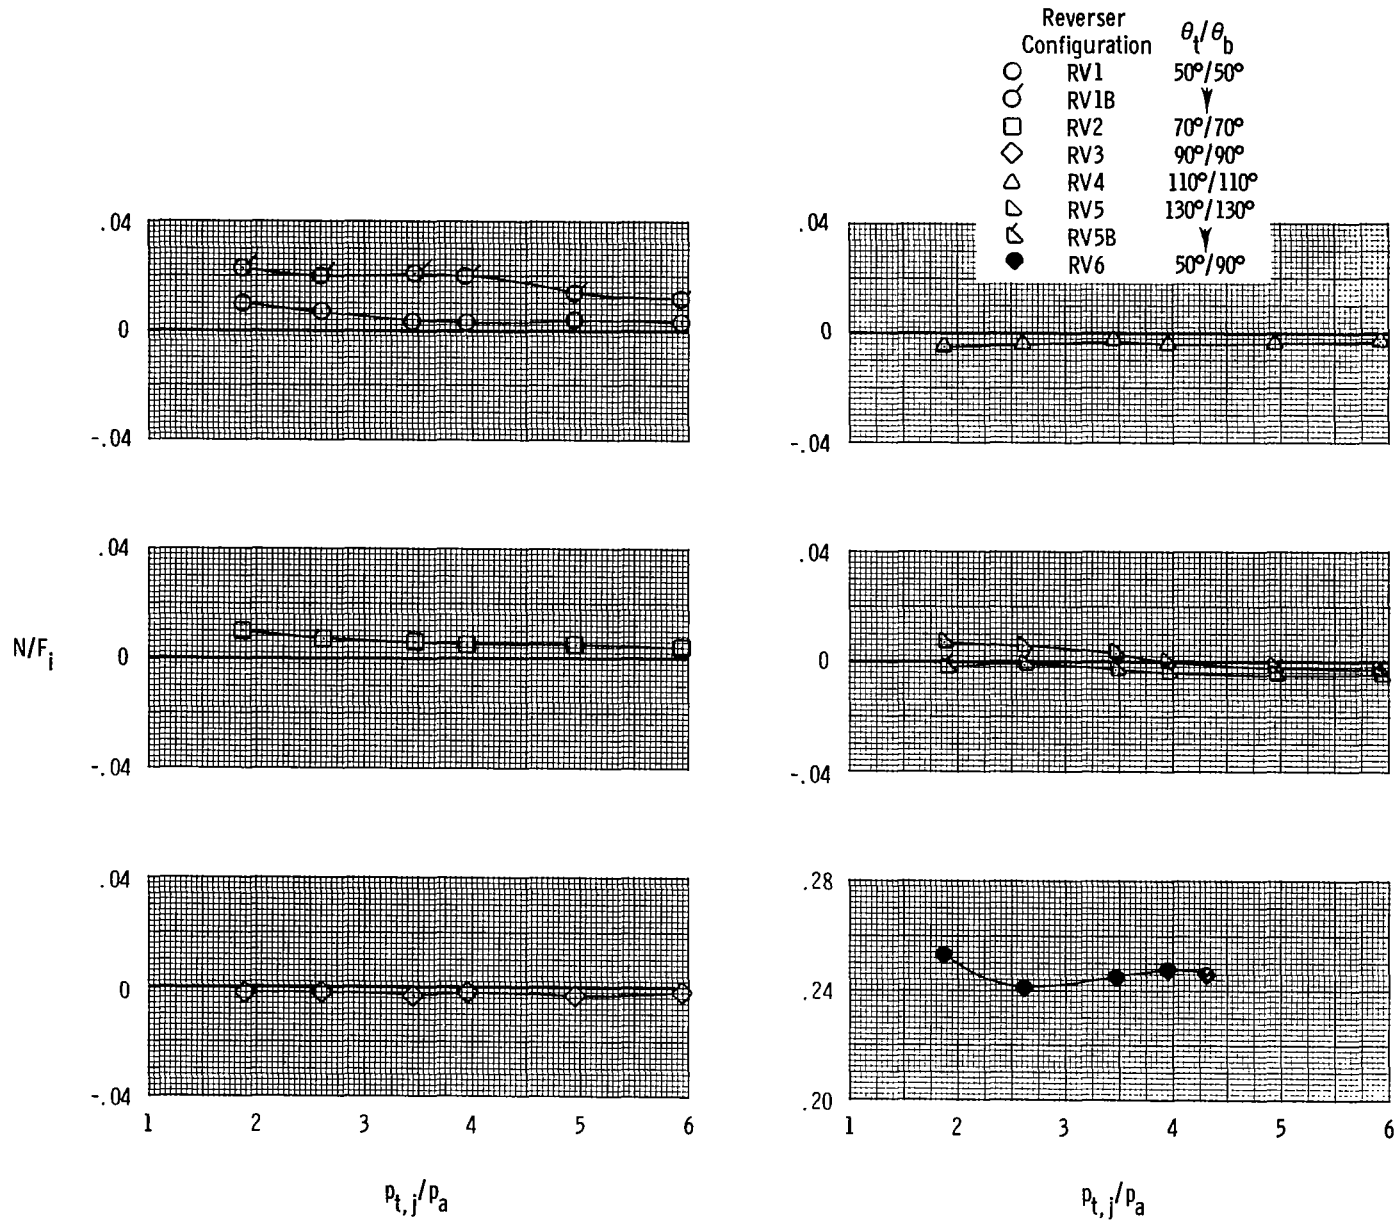 Reverser
Configuration θt/θb
RV1 50°/50°
RV1B
RV2 70°/70°
RV3 90°/90°
RV4 110°/110°
RV5 130°/130°
RV5B
RV6 50°/90°
.04
0
-.04
.04
0
-.04
.04
0
-.04
.04
0
-.04
N/Fi
.04
0
-.04
.28
.24
.20
1 2 3 4 5 6
1 2 3 4 5 6
pt,j/pa
pt,j/pa